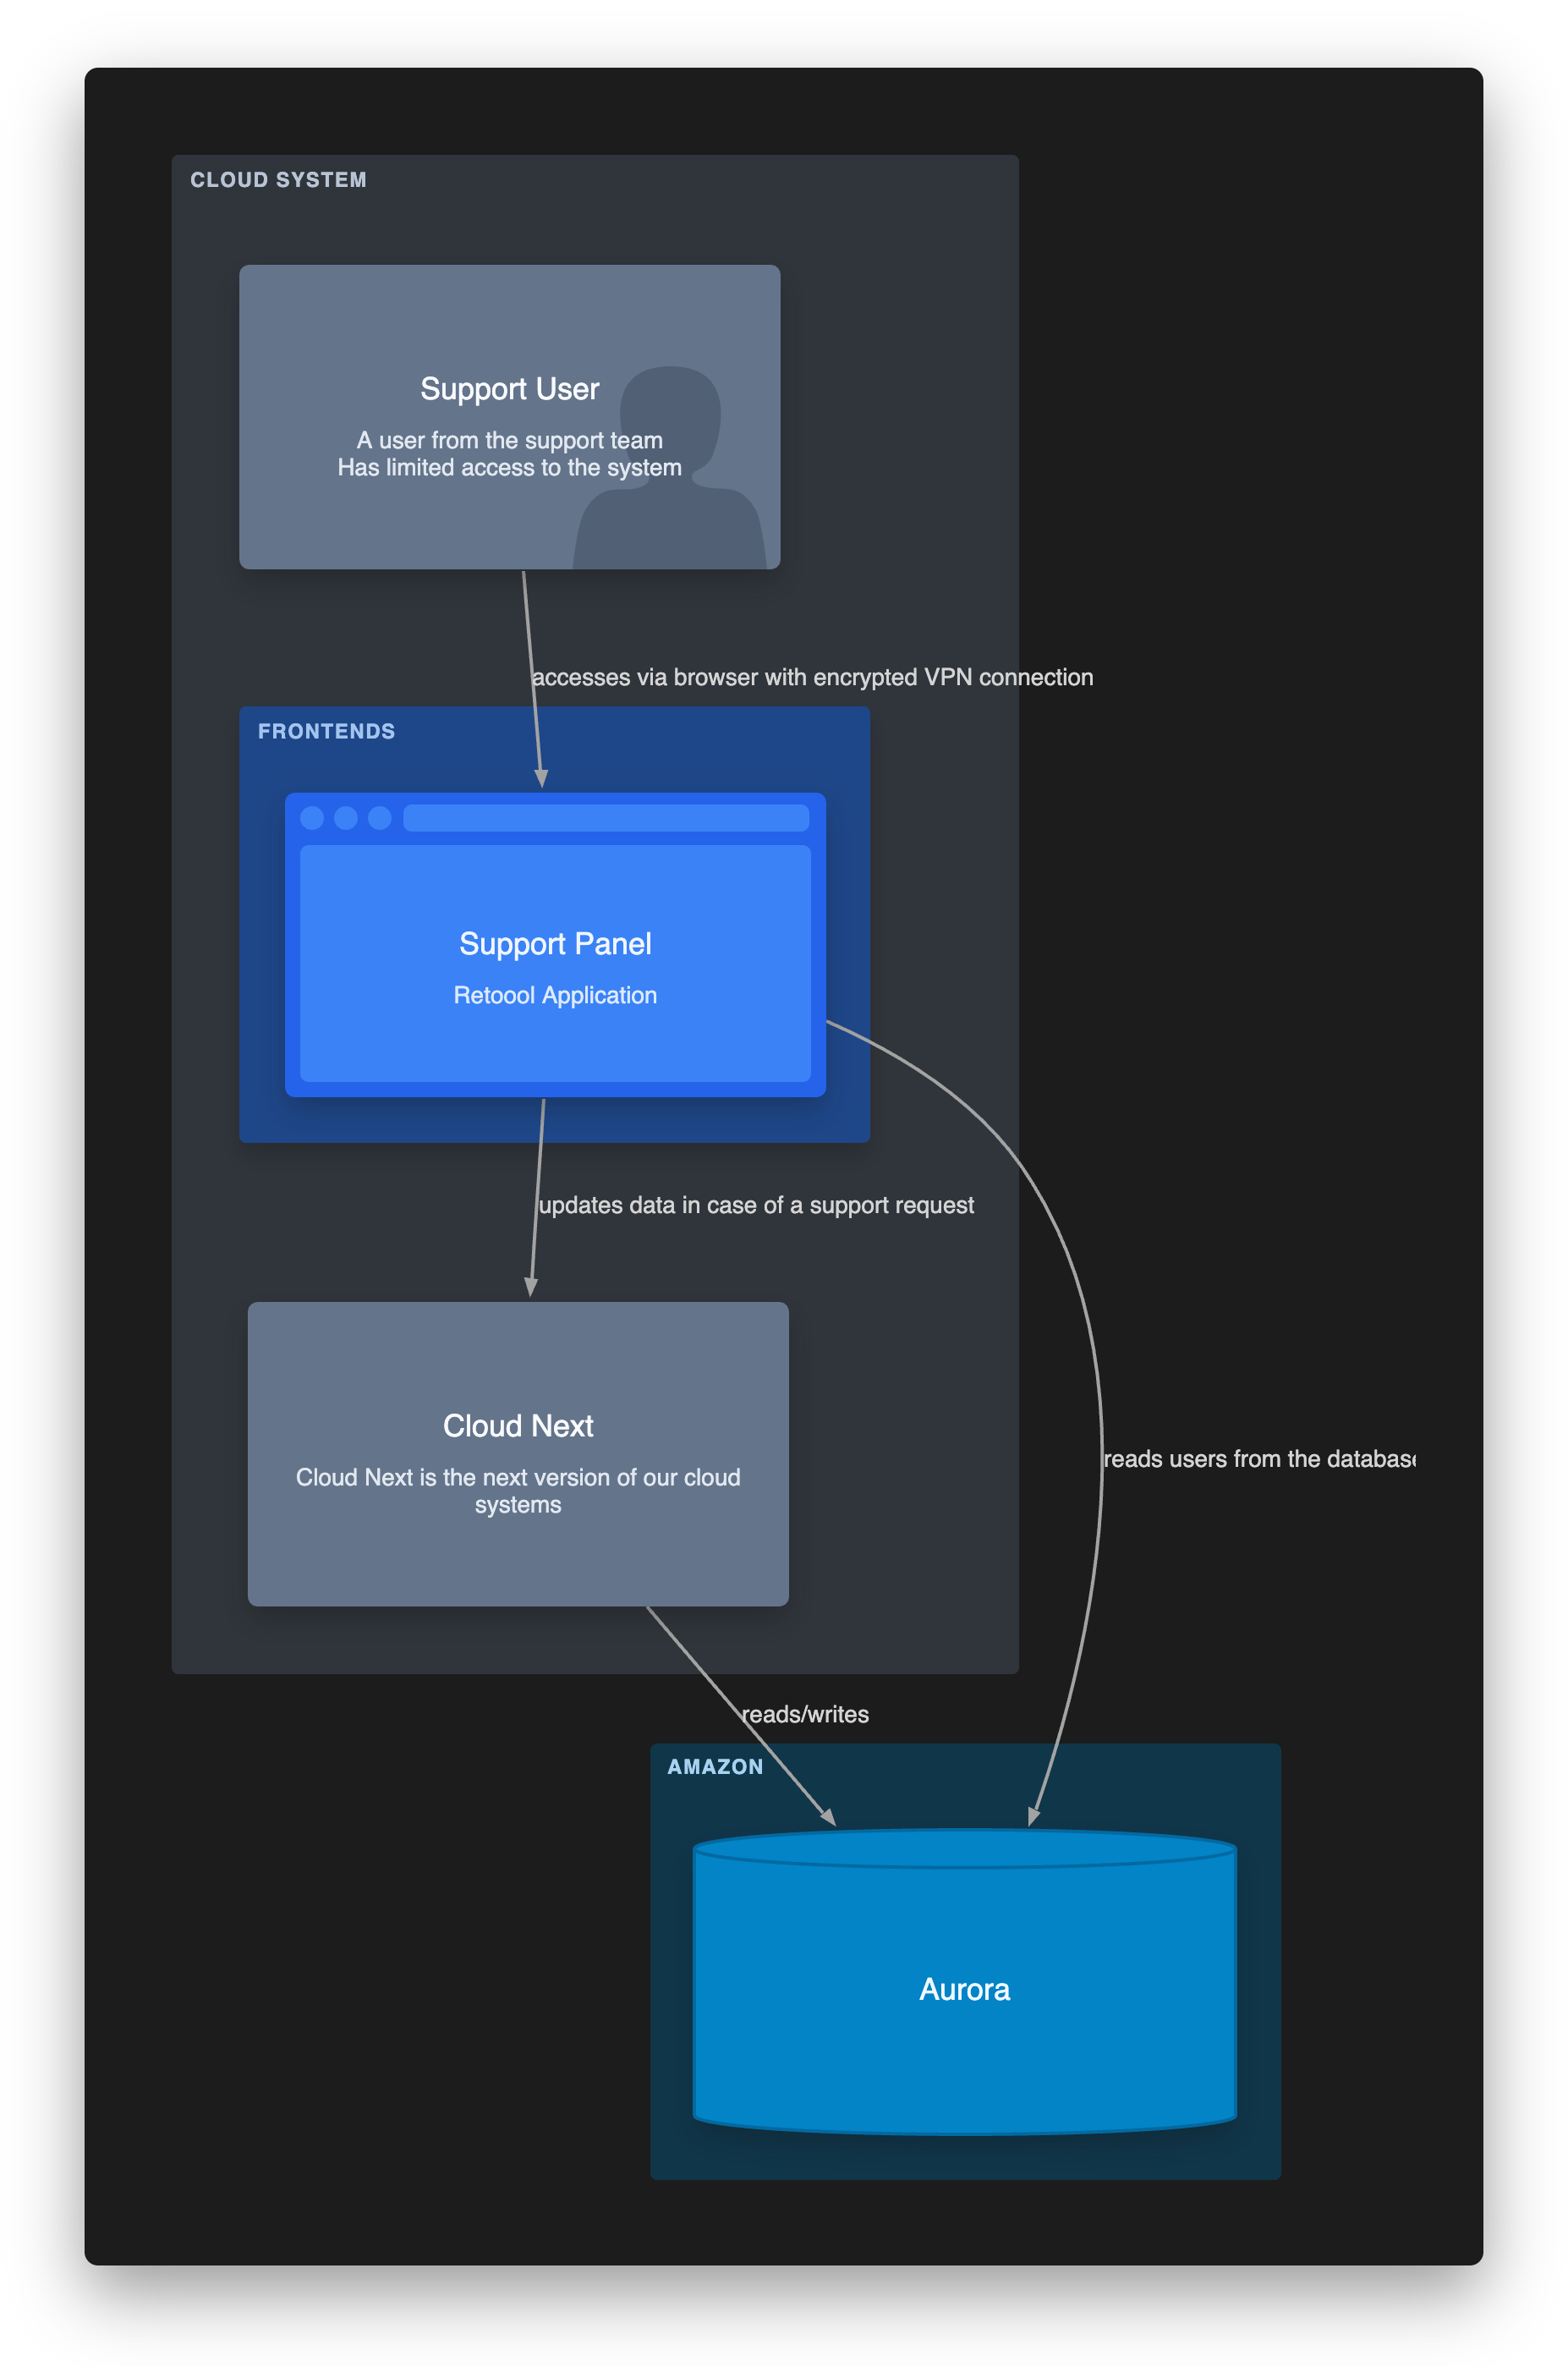 CLOUD SYSTEM
Support User
A user from the support team
Has limited access to the system
accesses via browser with encrypted VPN connection
FRONTENDS
Support Panel
Retoool Application
updates data in case of a support request
Cloud Next
Cloud Next is the next version of our cloud
systems
reads users from the database
reads/writes
AMAZON
Aurora